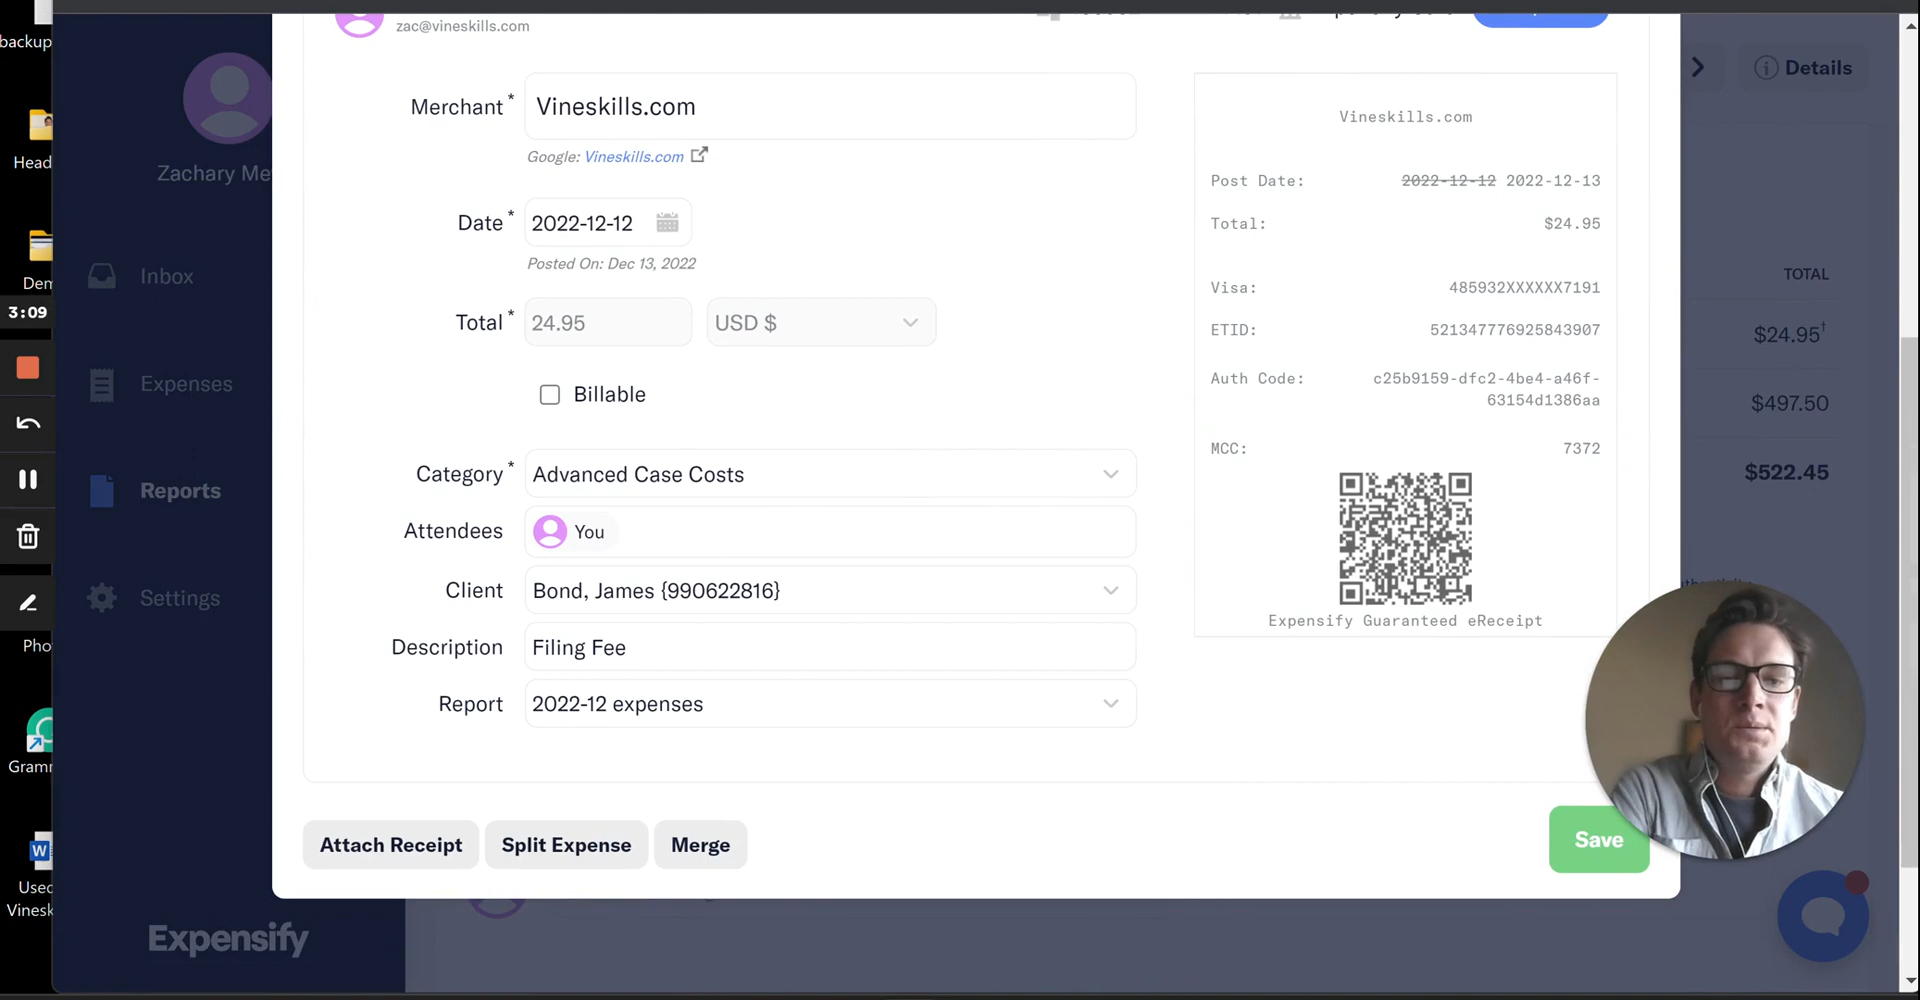 backup
zac@vineskills.com
Details
Zachary Me
Head
Merchant *
Vineskills.com
Google: Vineskills.com
Vineskills.com
Post Date: 2022-12-12 2022-12-13
Date *
2022-12-12
Total: $24.95
Posted On: Dec 13, 2022
Inbox
Dem
TOTAL
Visa: 485932XXXXXX7191
3:09
Total *
24.95
USD $
ETID: 521347776925843907
$24.95†
Expenses
Billable
Auth Code: c25b9159-dfc2-4be4-a46f-
63154d1386aa
$497.50
MCC: 7372
Reports
Category *
Advanced Case Costs
$522.45
Attendees
You
Client
Bond, James {990622816}
Settings
Expensify Guaranteed eReceipt
Pho
Description
Filing Fee
Report
2022-12 expenses
Gramm
Attach Receipt
Split Expense
Merge
Save
W
Used
Vinesk
Expensify